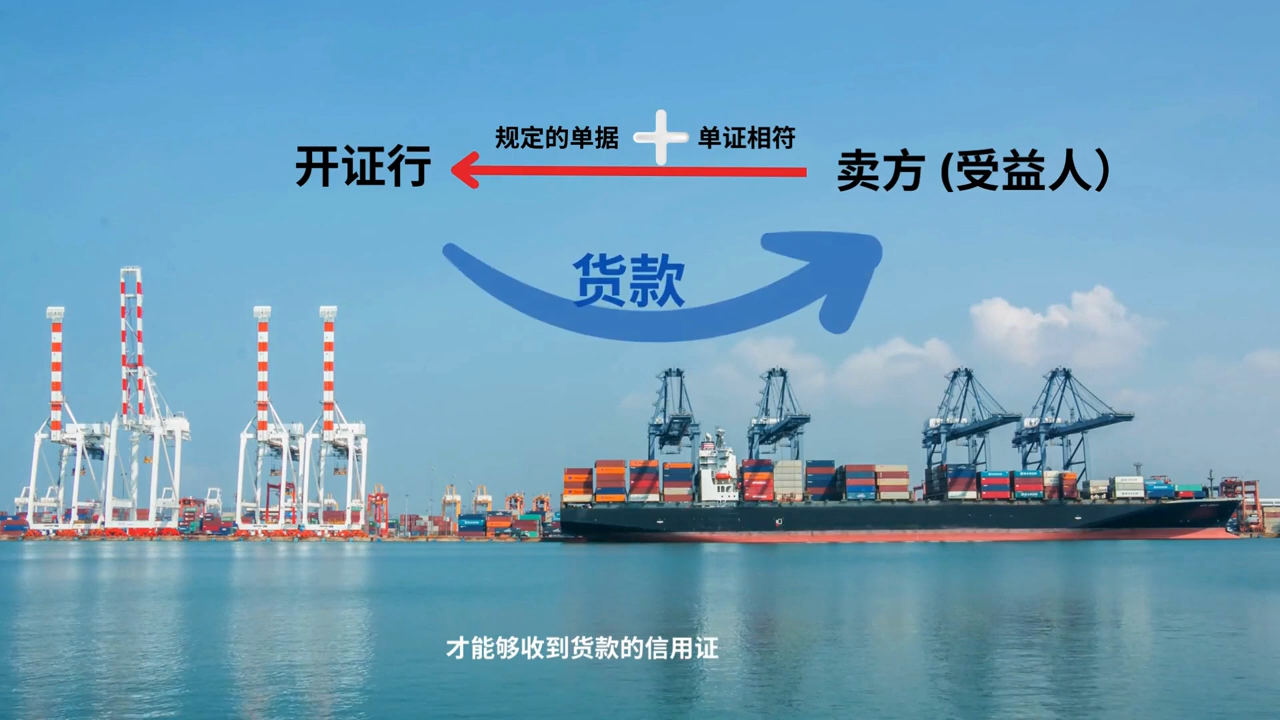 规定的单据 + 单证相符
开证行
卖方 (受益人）
货款
才能够收到货款的信用证